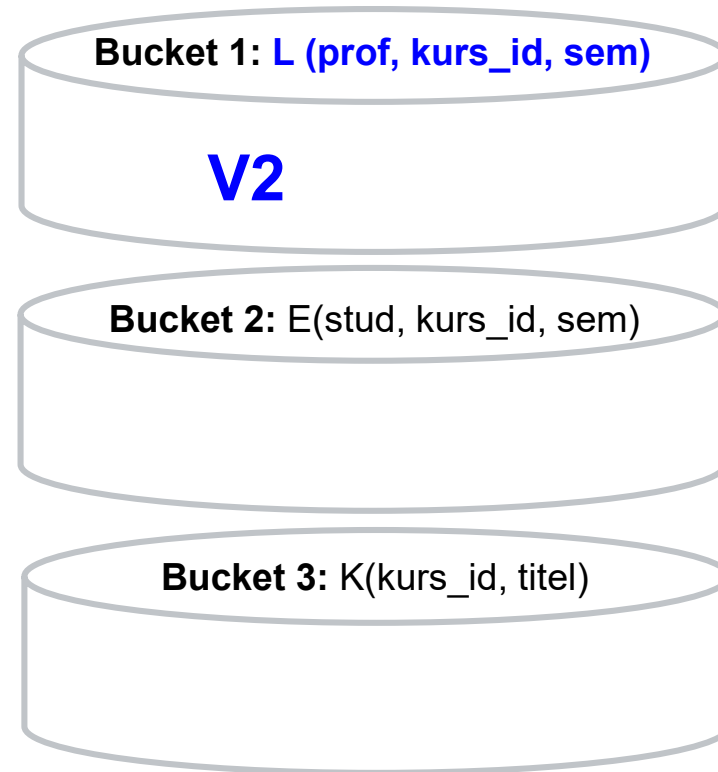 Bucket 1: L (prof, kurs_id, sem)
V2
Bucket 2: E(stud, kurs_id, sem)
Bucket 3: K(kurs_id, titel)